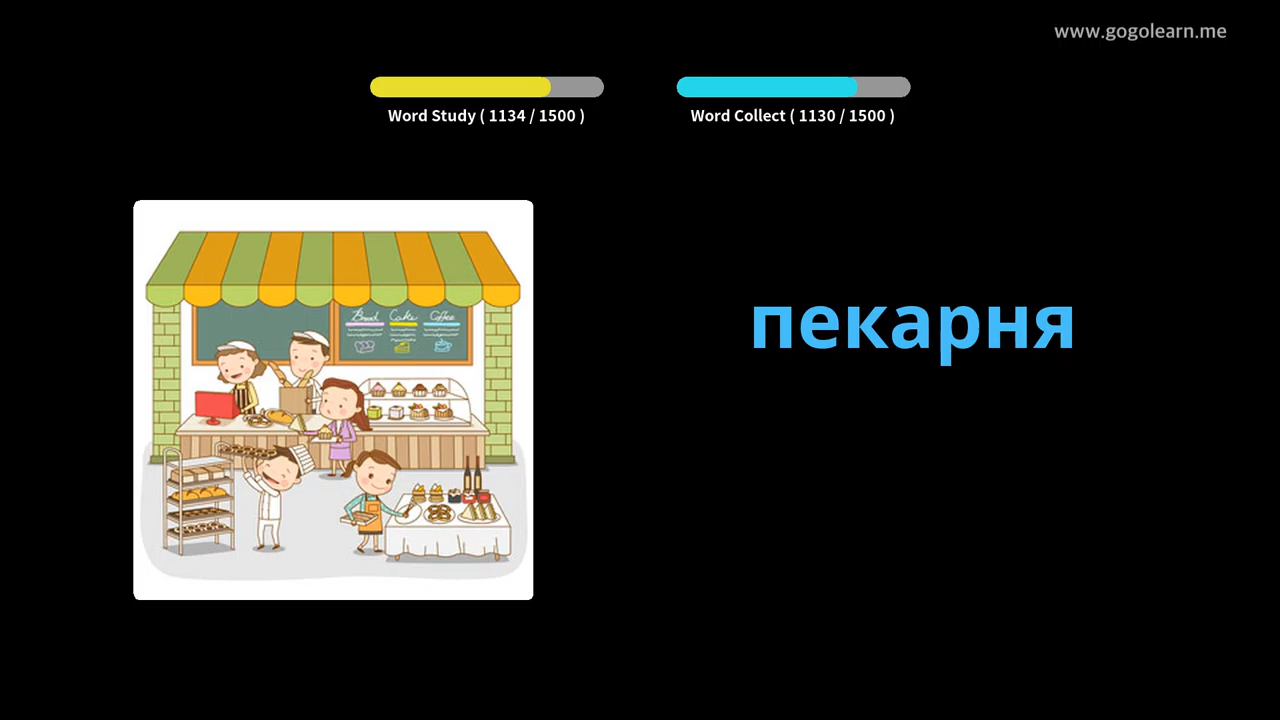 www.gogolearn.me
Word Study ( 1134 / 1500 )
Word Collect ( 1130 / 1500 )
Bread Cake Coffee
пекарня